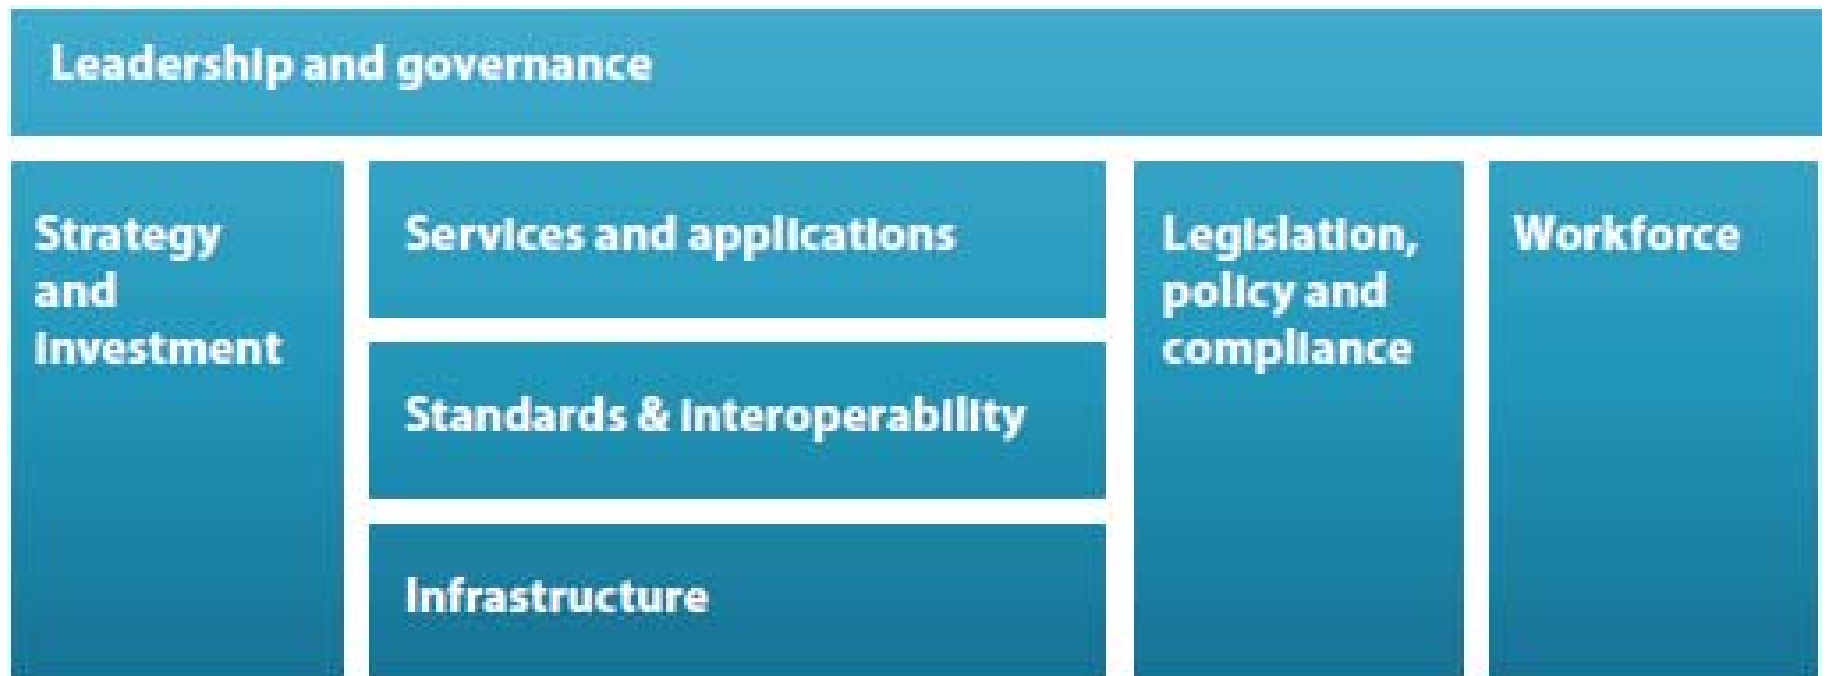 Leadership and governance
Strategy
and
investment
Services and applications
Standards & interoperability
Infrastructure
Legislation,
policy and
compliance
Workforce